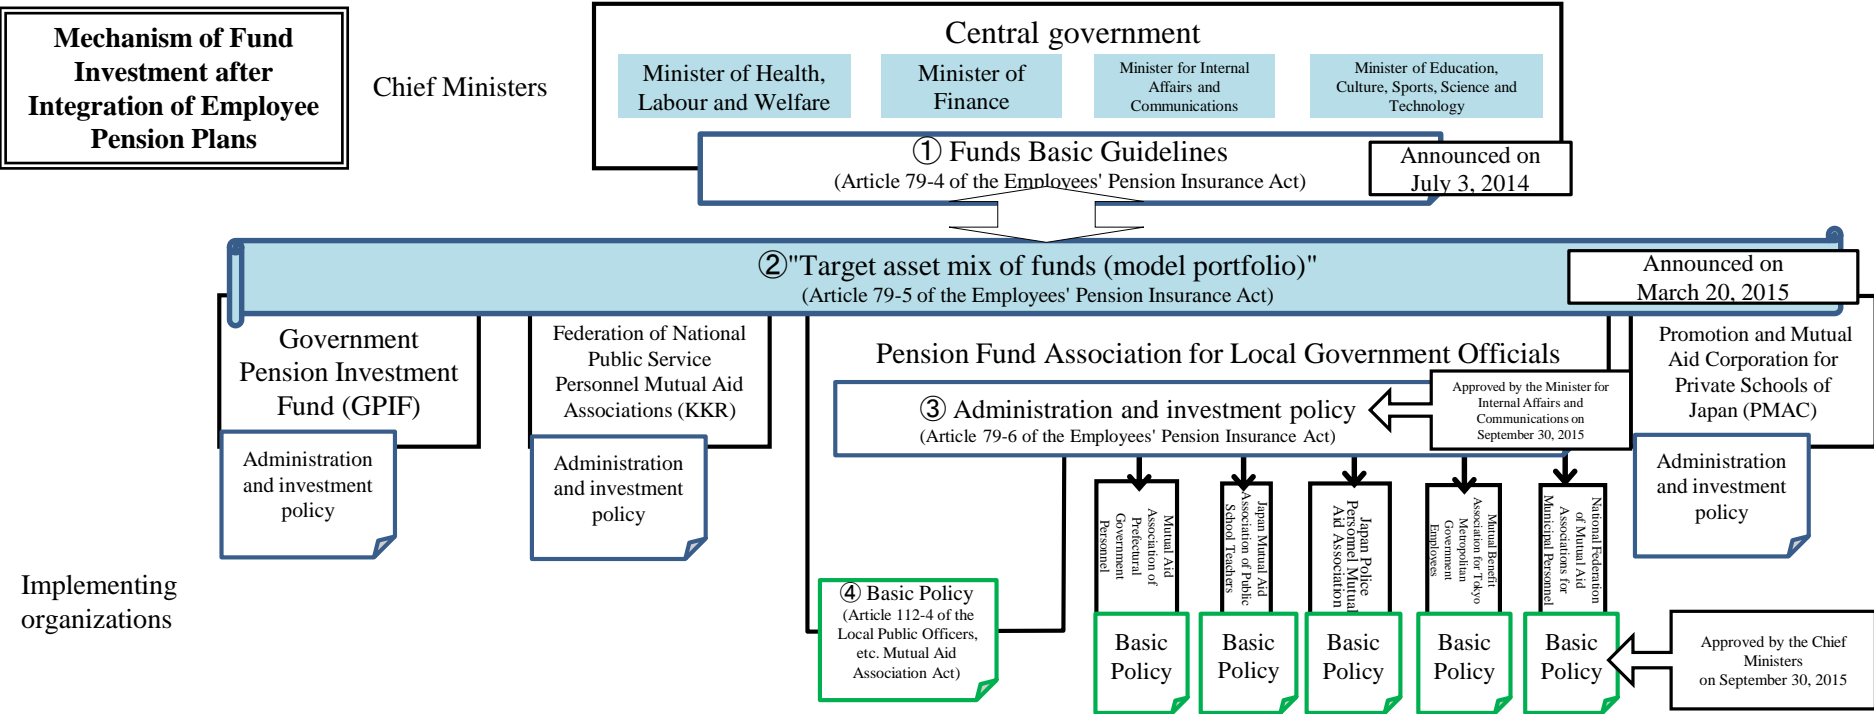 Mechanism of Fund
Investment after
Integration of Employee
Pension Plans
Chief Ministers
Central government
Minister of Health,
Labour and Welfare
Minister of
Finance
Minister for Internal
Affairs and
Communications
Minister of Education,
Culture, Sports, Science and
Technology
① Funds Basic Guidelines
(Article 79-4 of the Employees' Pension Insurance Act)
Announced on
July 3, 2014
②"Target asset mix of funds (model portfolio)"
(Article 79-5 of the Employees' Pension Insurance Act)
Announced on
March 20, 2015
Government
Pension Investment
Fund (GPIF)
Administration
and investment
policy
Federation of National
Public Service
Personnel Mutual Aid
Associations (KKR)
Administration
and investment
policy
Pension Fund Association for Local Government Officials
③ Administration and investment policy
(Article 79-6 of the Employees' Pension Insurance Act)
Approved by the Minister for
Internal Affairs and
Communications on
September 30, 2015
Promotion and Mutual
Aid Corporation for
Private Schools of
Japan (PMAC)
Administration
and investment
policy
Implementing
organizations
④ Basic Policy
(Article 112-4 of the
Local Public Officers,
etc. Mutual Aid
Association Act)
Mutual Aid
Association of
Prefectural
Government
Personnel
Basic
Policy
Japan Mutual Aid
Association of Public
School Teachers
Basic
Policy
Japan Police
Personnel Mutual
Aid Association
Basic
Policy
Mutual Benefit
Association for Tokyo
Metropolitan
Government
Employees
Basic
Policy
National Federation
of Mutual Aid
Associations for
Municipal Personnel
Basic
Policy
Approved by the Chief
Ministers
on September 30, 2015